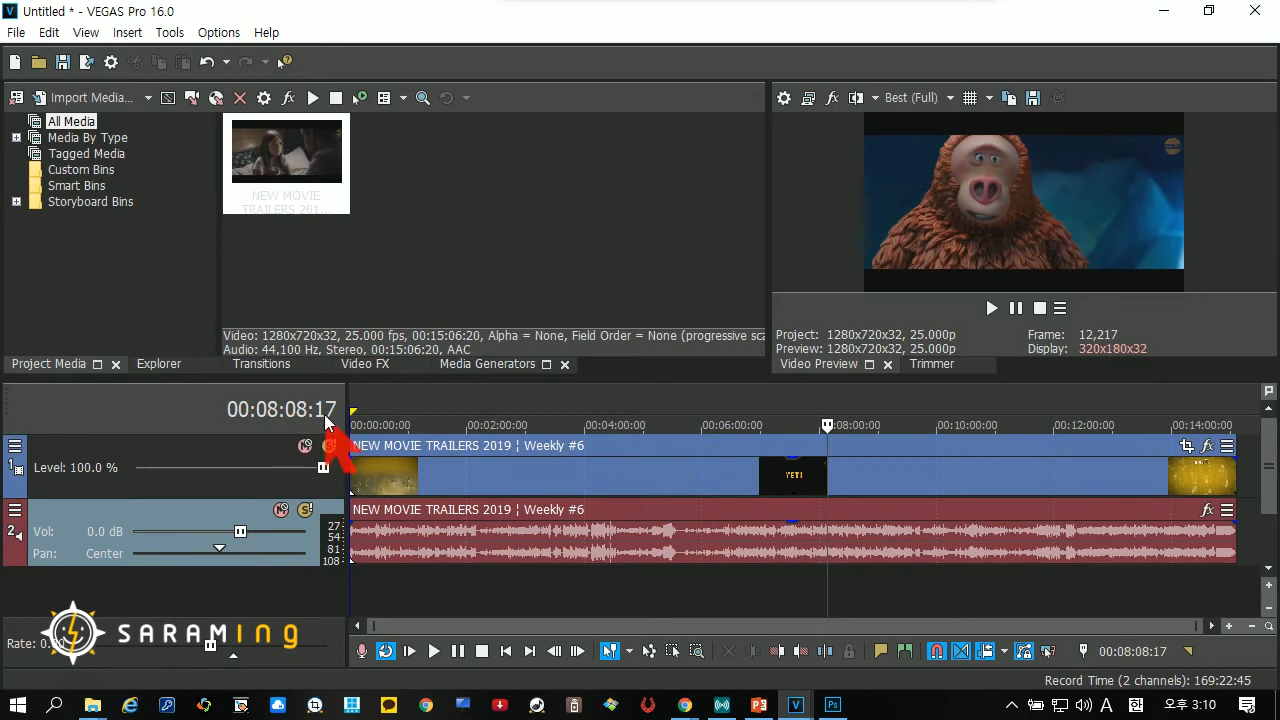 Untitled * - VEGAS Pro 16.0
File Edit View Insert Tools Options Help
Import Media...
Best (Full)
All Media
Media By Type
Tagged Media
Custom Bins
Smart Bins
Storyboard Bins
NEW MOVIE
TRAILERS 201...
Video: 1280x720x32, 25.000 fps, 00:15:06:20, Alpha = None, Field Order = None (progressive sca
Audio: 44,100 Hz, Stereo, 00:15:06:20, AAC
Project: 1280x720x32, 25.000p
Frame: 12,217
Preview: 1280x720x32, 25.000p
Display: 320x180x32
Project Media
Explorer
Transitions
Video FX
Media Generators
Video Preview
Trimmer
00:08:08:17
00:00:00:00 00:02:00:00 00:04:00:00 00:06:00:00 00:08:00:00 00:10:00:00 00:12:00:00 00:14:00:00
1
Level: 100.0 %
NEW MOVIE TRAILERS 2019 ¦ Weekly #6
YETI
2
Vol: 0.0 dB
Pan: Center
27
54
81
108
NEW MOVIE TRAILERS 2019 ¦ Weekly #6
SARAMING
Rate:
00:08:08:17
Record Time (2 channels): 169:22:45
A 한 오후 3:10